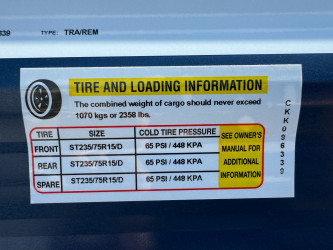 639 TYPE: TRA/REM
TIRE AND LOADING INFORMATION
The combined weight of cargo should never exceed
1070 kgs or 2358 lbs.
TIRE SIZE COLD TIRE PRESSURE SEE OWNER'S MANUAL FOR ADDITIONAL INFORMATION
FRONT ST235/75R15/D 65 PSI / 448 KPA
REAR ST235/75R15/D 65 PSI / 448 KPA
SPARE ST235/75R15/D 65 PSI / 448 KPA